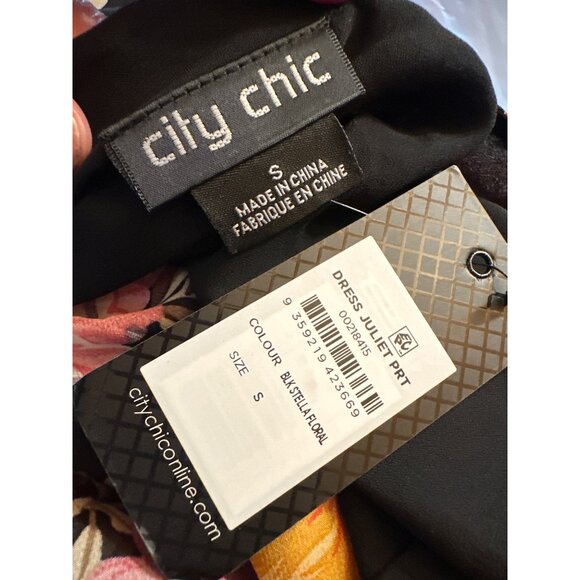 city chic
S
MADE IN CHINA
FABRIQUE EN CHINE
DRESS JULIET PRT
00218415
9 359219 423669
COLOUR BLK STELLA FLORAL
SIZE S
citychiconline.com